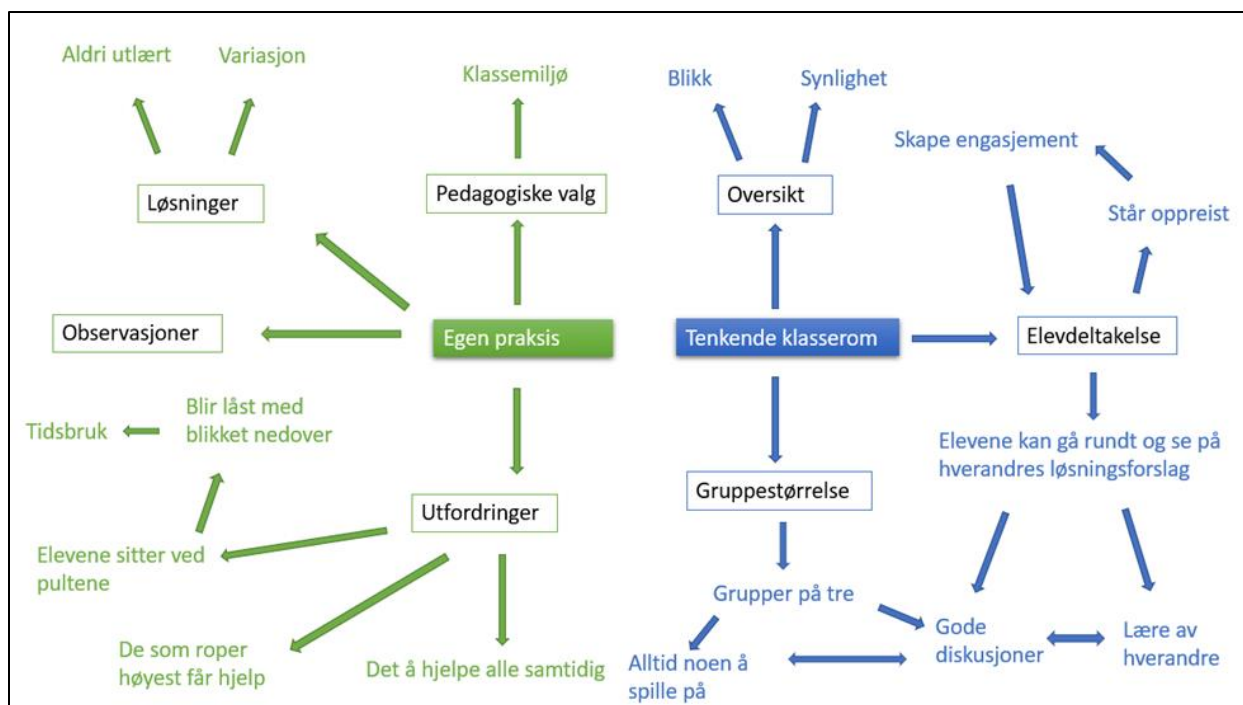 Aldri utlært
Variasjon
Klassemiljø
Løsninger
Pedagogiske valg
Observasjoner
Egen praksis
Tidsbruk
Blir låst med
blikket nedover
Utfordringer
Elevene sitter ved
pultene
De som roper
høyest får hjelp
Det å hjelpe alle samtidig
Blikk
Synlighet
Skape engasjement
Oversikt
Står oppreist
Tenkende klasserom
Elevdeltakelse
Elevene kan gå rundt og se på
hverandres løsningsforslag
Gruppestørrelse
Grupper på tre
Gode
diskusjoner
Lære av
hverandre
Alltid noen å
spille på